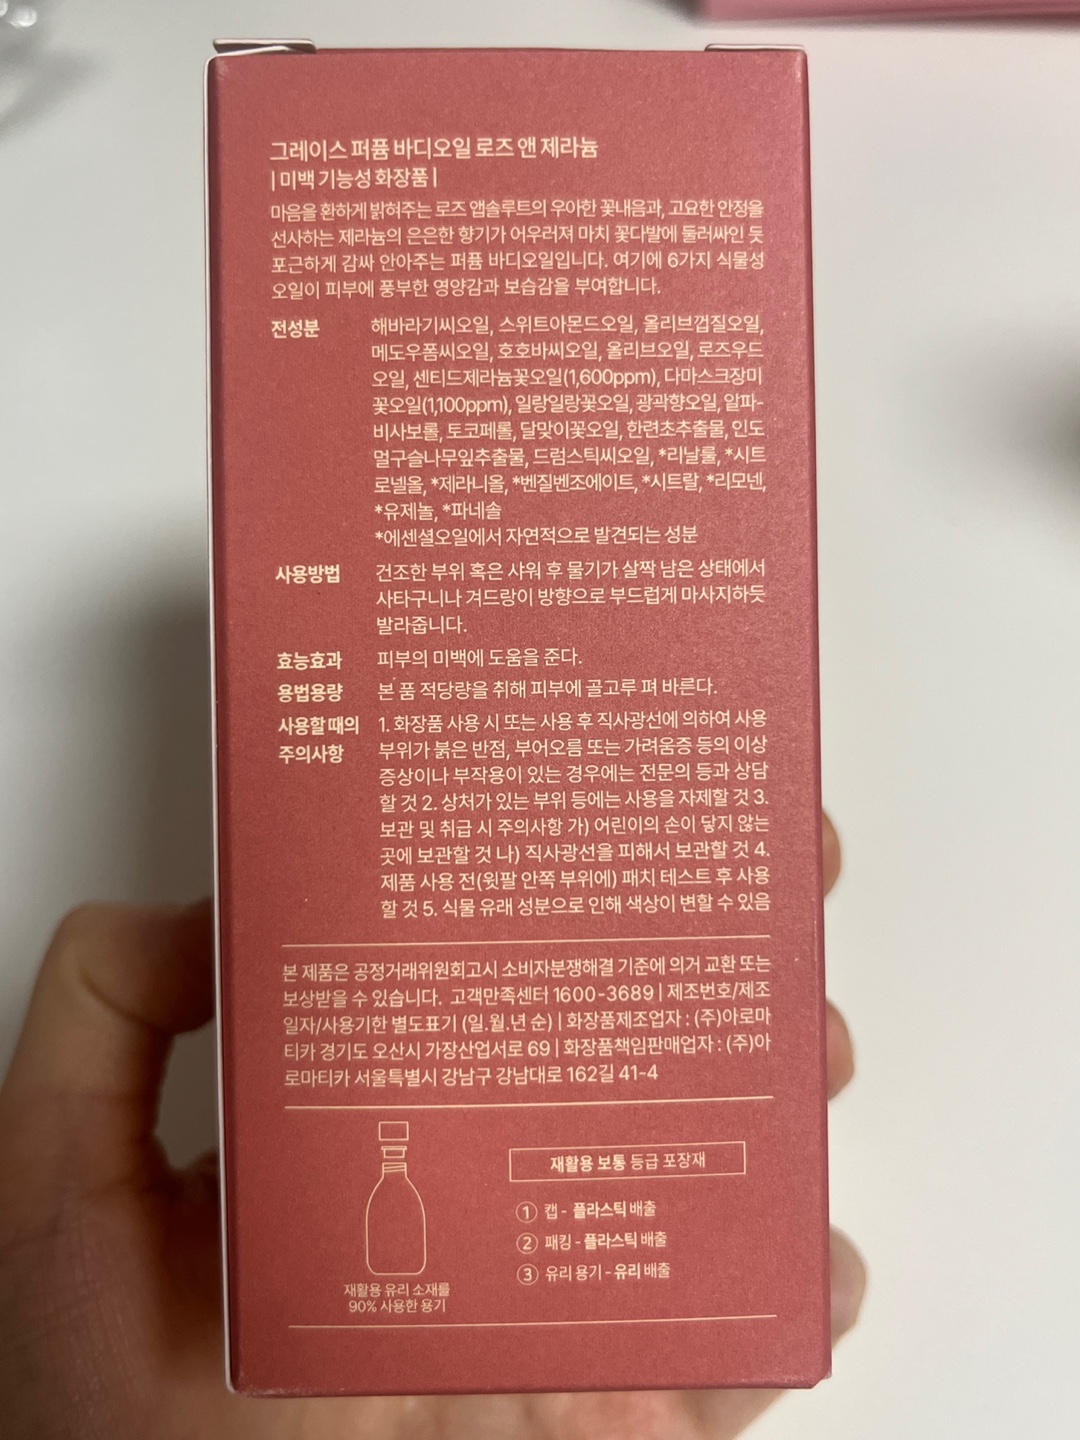 그레이스 퍼퓸 바디오일 로즈 앤 제라늄
| 미백 기능성 화장품 |
마음을 환하게 밝혀주는 로즈 앱솔루트의 우아한 꽃내음과, 고요한 안정을
선사하는 제라늄의 은은한 향기가 어우러져 마치 꽃다발에 둘러싸인 듯
포근하게 감싸 안아주는 퍼퓸 바디오일입니다. 여기에 6가지 식물성
오일이 피부에 풍부한 영양감과 보습감을 부여합니다.
전성분 해바라기씨오일, 스위트아몬드오일, 올리브껍질오일,
메도우폼씨오일, 호호바씨오일, 올리브오일, 로즈우드
오일, 센티드제라늄꽃오일(1,600ppm), 다마스크장미
꽃오일(1,100ppm), 일랑일랑꽃오일, 광곽향오일, 알파-
비사보롤, 토코페롤, 달맞이꽃오일, 한련초추출물, 인도
멀구슬나무잎추출물, 드럼스틱씨오일, *리날룰, *시트
로넬올, *제라니올, *벤질벤조에이트, *시트랄, *리모넨,
*유제놀, *파네솔
*에센셜오일에서 자연적으로 발견되는 성분
사용방법 건조한 부위 혹은 샤워 후 물기가 살짝 남은 상태에서
사타구니나 겨드랑이 방향으로 부드럽게 마사지하듯
발라줍니다.
효능효과 피부의 미백에 도움을 준다.
용법용량 본 품 적당량을 취해 피부에 골고루 펴 바른다.
사용할 때의 1. 화장품 사용 시 또는 사용 후 직사광선에 의하여 사용
주의사항 부위가 붉은 반점, 부어오름 또는 가려움증 등의 이상
증상이나 부작용이 있는 경우에는 전문의 등과 상담
할 것 2. 상처가 있는 부위 등에는 사용을 자제할 것 3.
보관 및 취급 시 주의사항 가) 어린이의 손이 닿지 않는
곳에 보관할 것 나) 직사광선을 피해서 보관할 것 4.
제품 사용 전(윗팔 안쪽 부위에) 패치 테스트 후 사용
할 것 5. 식물 유래 성분으로 인해 색상이 변할 수 있음
본 제품은 공정거래위원회고시 소비자분쟁해결 기준에 의거 교환 또는
보상받을 수 있습니다. 고객만족센터 1600-3689 | 제조번호/제조
일자/사용기한 별도표기 (일.월.년 순) | 화장품제조업자 : (주)아로마
티카 경기도 오산시 가장산업서로 69 | 화장품책임판매업자 : (주)아
로마티카 서울특별시 강남구 강남대로 162길 41-4
재활용 보통 등급 포장재
① 캡 - 플라스틱 배출
② 패킹 - 플라스틱 배출
③ 유리 용기 - 유리 배출
재활용 유리 소재를
90% 사용한 용기